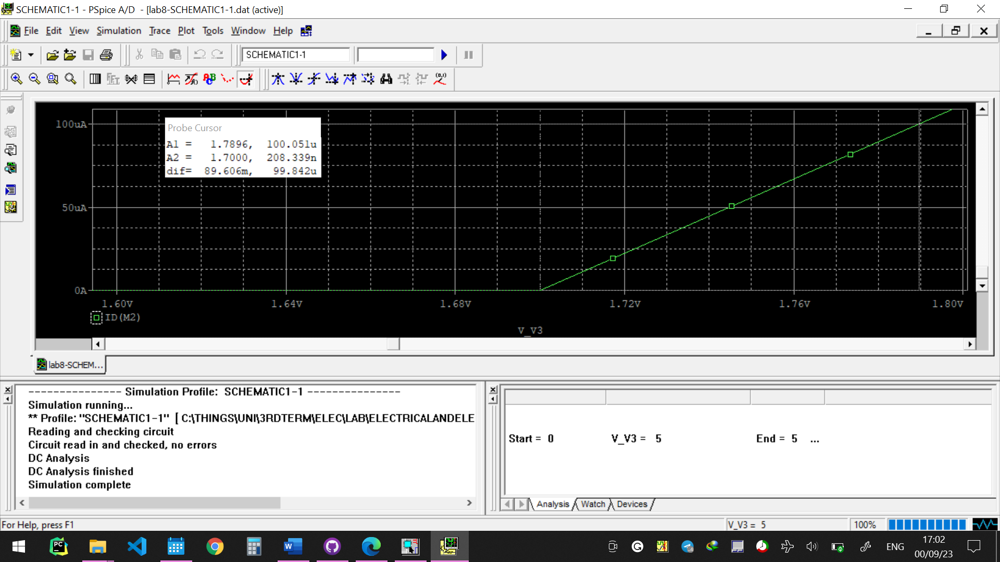 SCHEMATIC1-1 - PSpice A/D - [lab8-SCHEMATIC1-1.dat (active)]
File Edit View Simulation Trace Plot Tools Window Help
SCHEMATIC1-1
100uA
50uA
0A
Probe Cursor
A1 = 1.7896, 100.051u
A2 = 1.7000, 208.339n
dif= 89.606m, 99.842u
1.60V 1.64V 1.68V 1.72V 1.76V 1.80V
ID(M2)
V_V3
lab8-SCHEM...
--------------- Simulation Profile: SCHEMATIC1-1 ---------------
Simulation running...
** Profile: "SCHEMATIC1-1" [ C:\THINGS\UNI\3RDTERM\ELEC\LAB\ELECTRICALANDELE
Reading and checking circuit
Circuit read in and checked, no errors
DC Analysis
DC Analysis finished
Simulation complete
Start = 0 V_V3 = 5 End = 5 ...
Analysis Watch Devices
For Help, press F1
V_V3 = 5 100%
ENG
17:02
00/09/23